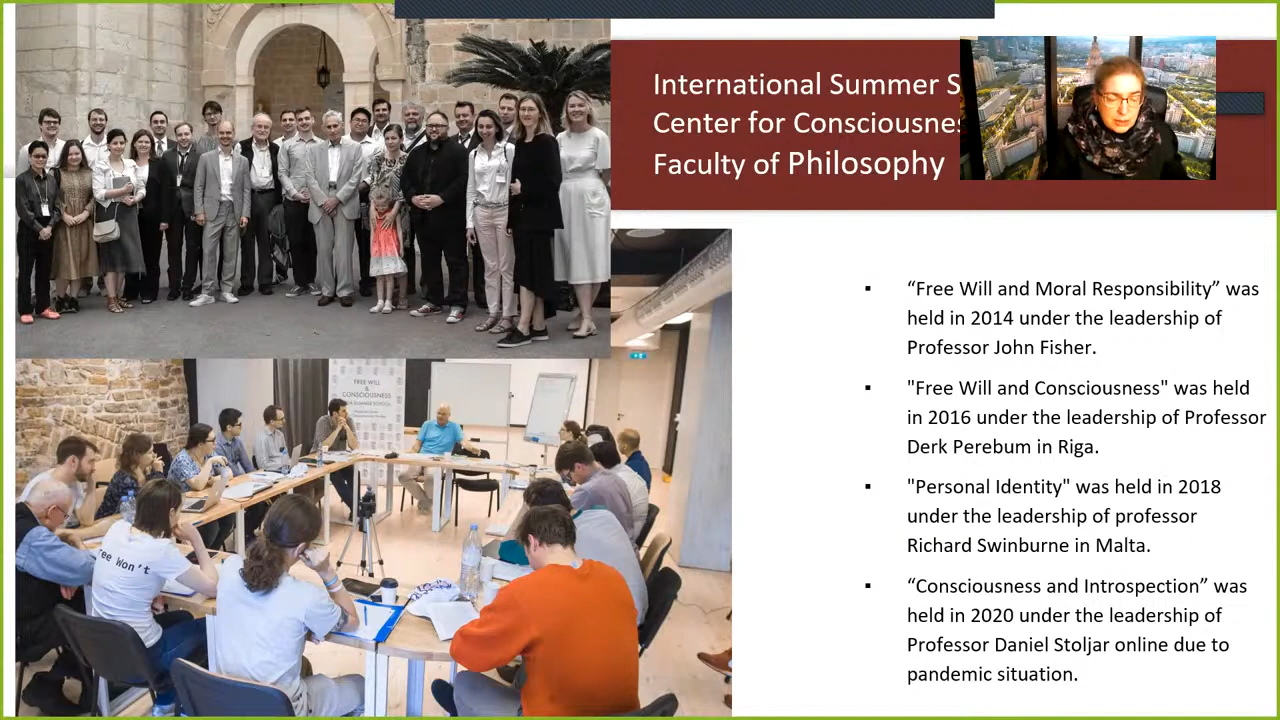 International Summer S
Center for Consciousnes
Faculty of Philosophy
▪ “Free Will and Moral Responsibility” was
held in 2014 under the leadership of
Professor John Fisher.
▪ "Free Will and Consciousness" was held
in 2016 under the leadership of Professor
Derk Perebum in Riga.
▪ "Personal Identity" was held in 2018
under the leadership of professor
Richard Swinburne in Malta.
▪ “Consciousness and Introspection” was
held in 2020 under the leadership of
Professor Daniel Stoljar online due to
pandemic situation.
FREE WILL
&
CONSCIOUSNESS
SUMMER SCHOOL
ree Won't